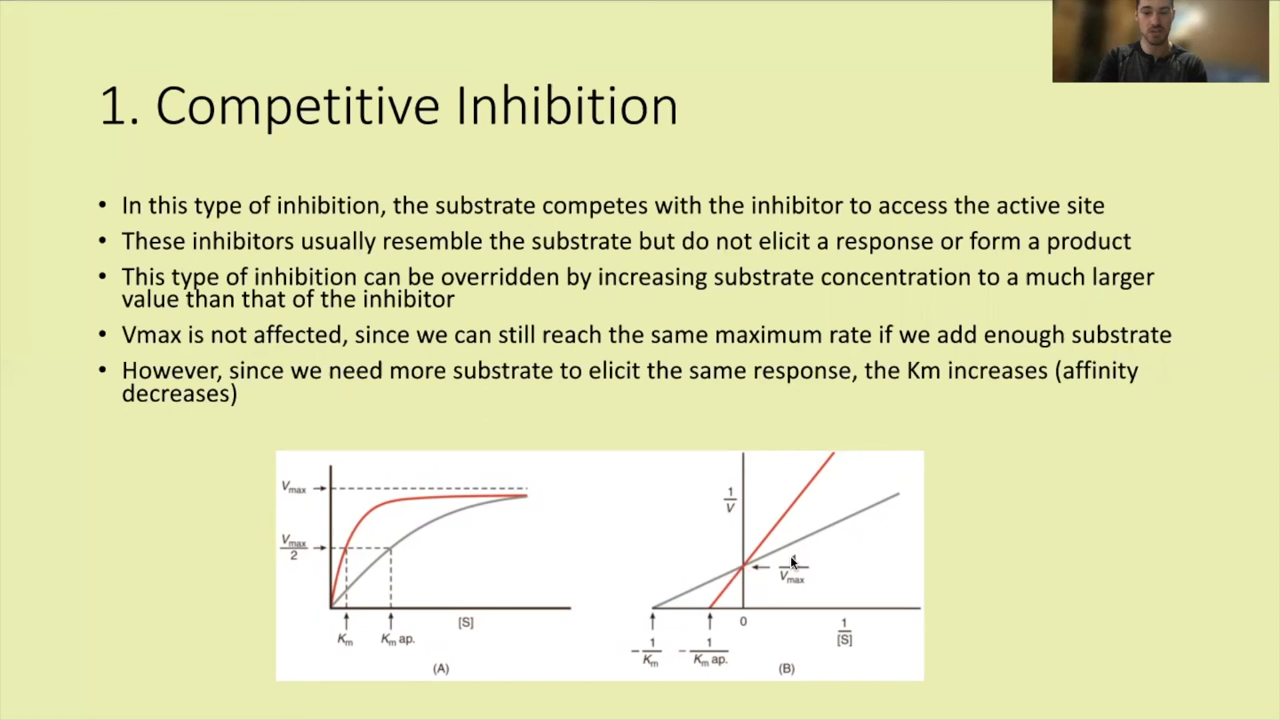 1. Competitive Inhibition
• In this type of inhibition, the substrate competes with the inhibitor to access the active site
• These inhibitors usually resemble the substrate but do not elicit a response or form a product
• This type of inhibition can be overridden by increasing substrate concentration to a much larger
value than that of the inhibitor
• Vmax is not affected, since we can still reach the same maximum rate if we add enough substrate
• However, since we need more substrate to elicit the same response, the Km increases (affinity
decreases)
Vmax
Vmax
2
Km
Km ap.
[S]
(A)
1
V
Vmax
0
1
[S]
- 1
Km
- 1
Km ap.
(B)